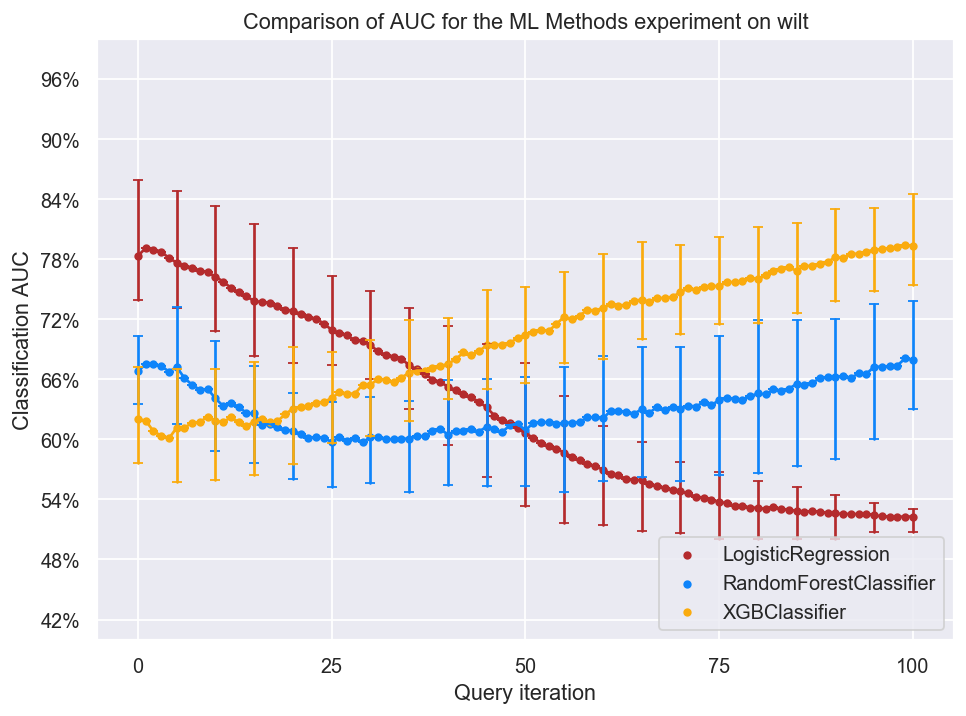 Comparison of AUC for the ML Methods experiment on wilt
Classification AUC
96%
90%
84%
78%
72%
66%
60%
54%
48%
42%
LogisticRegression
RandomForestClassifier
XGBClassifier
0 25 50 75 100
Query iteration